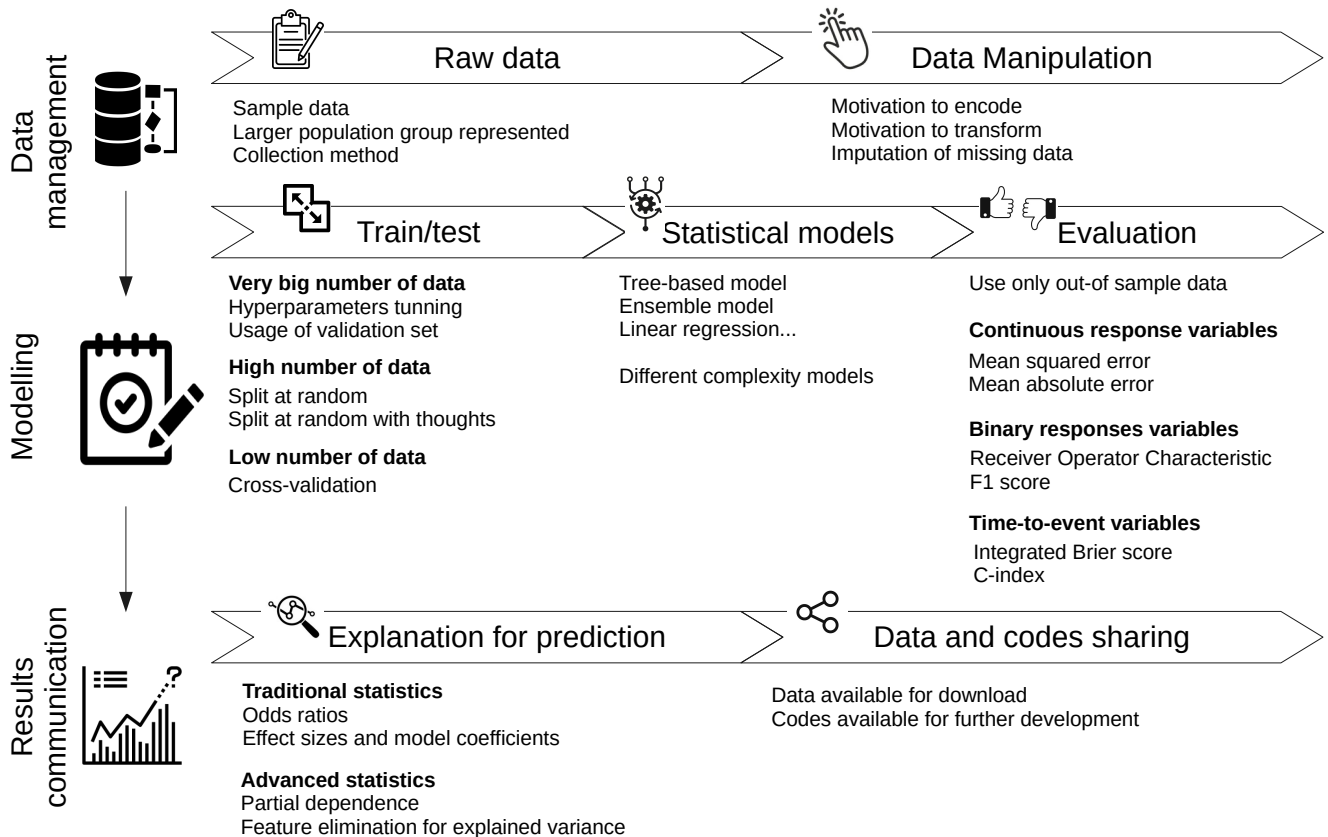 Data
management
Raw data
Data Manipulation
Sample data
Larger population group represented
Collection method
Motivation to encode
Motivation to transform
Imputation of missing data
Modelling
Train/test
Statistical models
Evaluation
Very big number of data
Hyperparameters tunning
Usage of validation set
High number of data
Split at random
Split at random with thoughts
Low number of data
Cross-validation
Tree-based model
Ensemble model
Linear regression...
Different complexity models
Use only out-of sample data
Continuous response variables
Mean squared error
Mean absolute error
Binary responses variables
Receiver Operator Characteristic
F1 score
Time-to-event variables
Integrated Brier score
C-index
Results
communication
?
Explanation for prediction
Data and codes sharing
Traditional statistics
Odds ratios
Effect sizes and model coefficients
Advanced statistics
Partial dependence
Feature elimination for explained variance
Data available for download
Codes available for further development